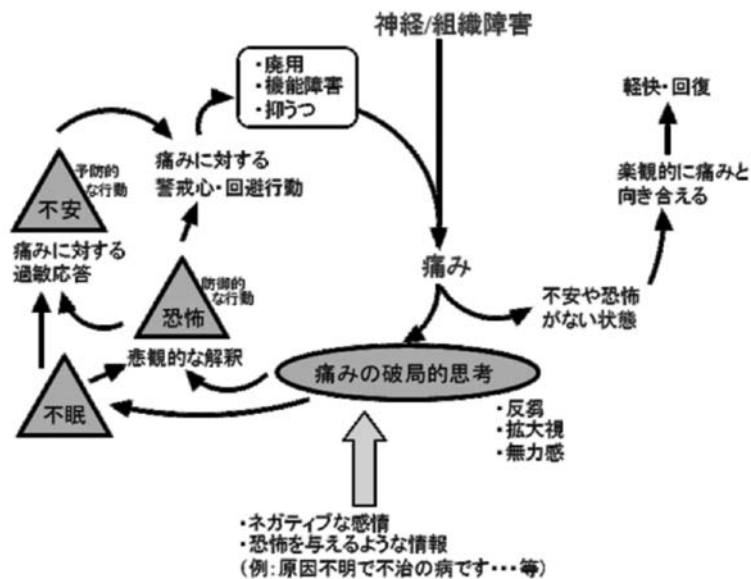 神経/組織障害
・廃用
・機能障害
・抑うつ
軽快・回復
痛みに対する
警戒心・回避行動
楽観的に痛みと
向き合える
予防的
な行動
不安
痛みに対する
過敏応答
防御的
な行動
恐怖
悲観的な解釈
痛み
不安や恐怖
がない状態
痛みの破局的思考
不眠
・反芻
・拡大視
・無力感
・ネガティブな感情
・恐怖を与えるような情報
(例:原因不明で不治の病です・・・等)